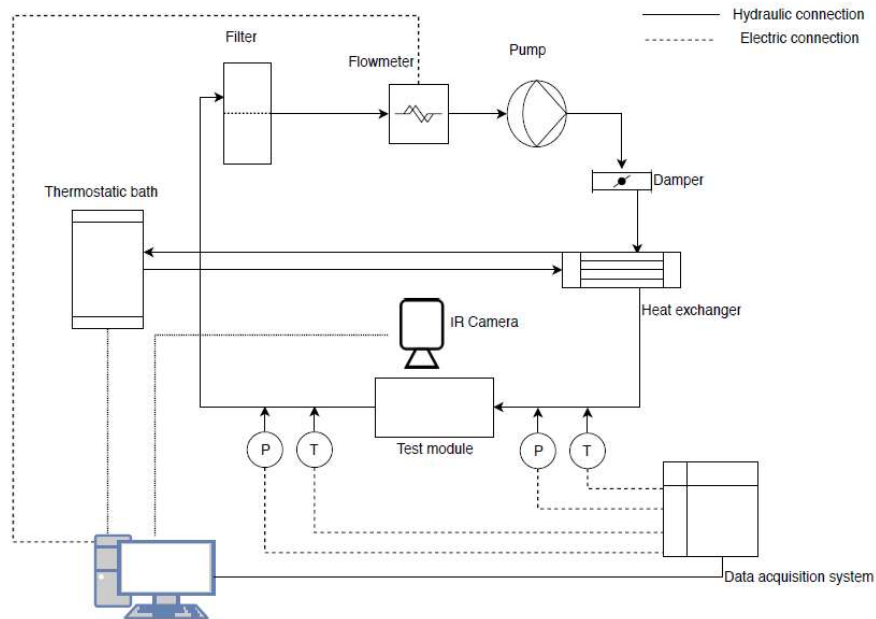 Hydraulic connection
Electric connection
Filter
Flowmeter
Pump
Damper
Thermostatic bath
Heat exchanger
IR Camera
Test module
P
T
P
T
Data acquisition system